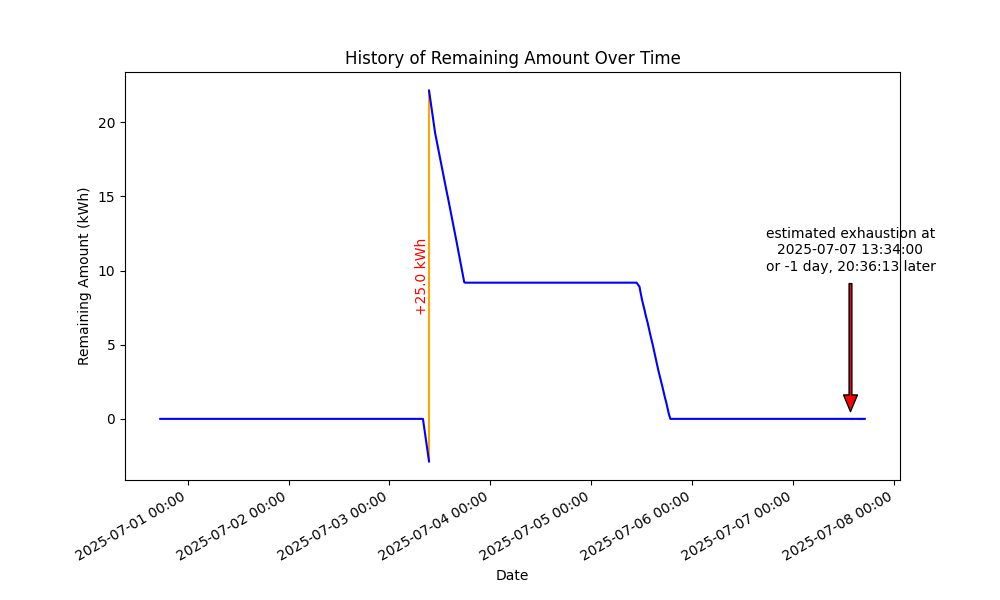 History of Remaining Amount Over Time
Remaining Amount (kWh)
20
15
10
5
0
+25.0 kWh
estimated exhaustion at
2025-07-07 13:34:00
or -1 day, 20:36:13 later
2025-07-01 00:00
2025-07-02 00:00
2025-07-03 00:00
2025-07-04 00:00
2025-07-05 00:00
2025-07-06 00:00
2025-07-07 00:00
2025-07-08 00:00
Date